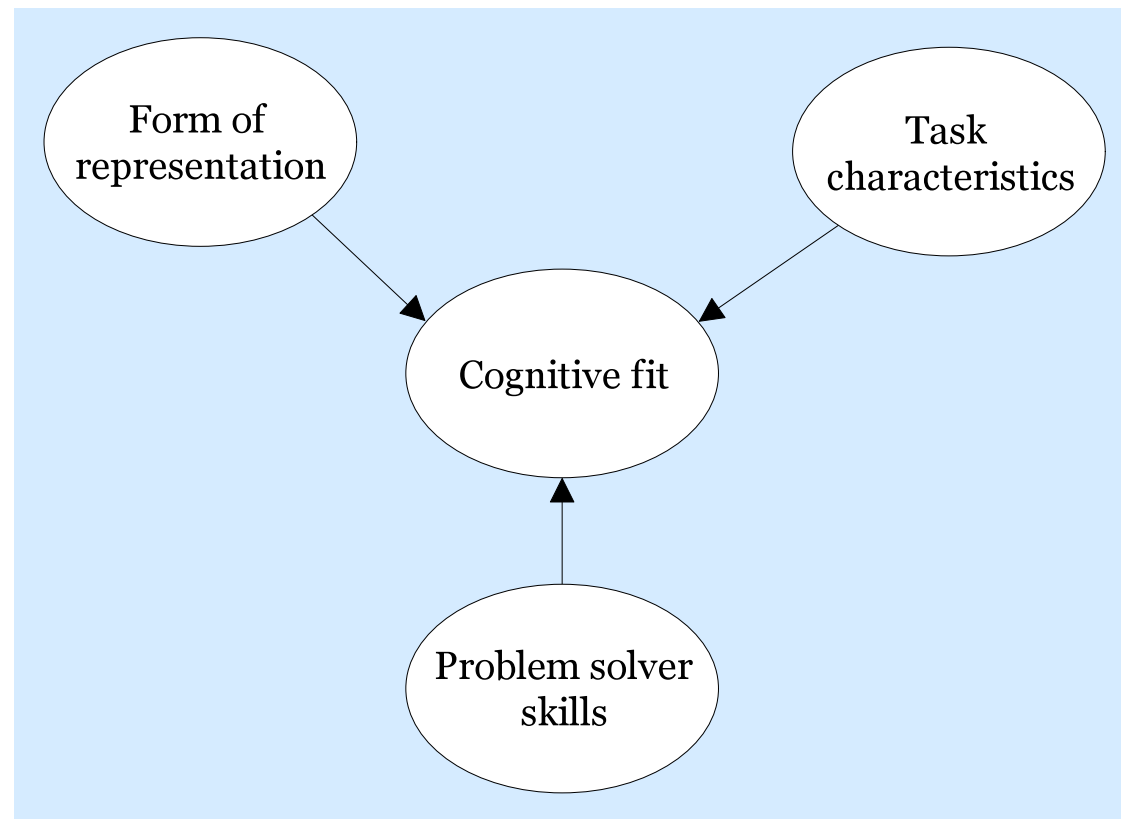 Form of
representation
Task
characteristics
Cognitive fit
Problem solver
skills